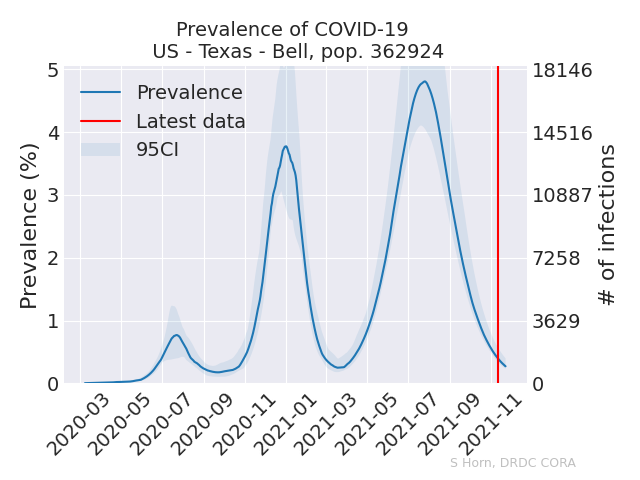 Prevalence of COVID-19
US - Texas - Bell, pop. 362924
Prevalence
Latest data
95CI
Prevalence (%)
5
4
3
2
1
0
18146
14516
10887
7258
3629
0
# of infections
2020-03
2020-05
2020-07
2020-09
2020-11
2021-01
2021-03
2021-05
2021-07
2021-09
2021-11
S Horn, DRDC CORA